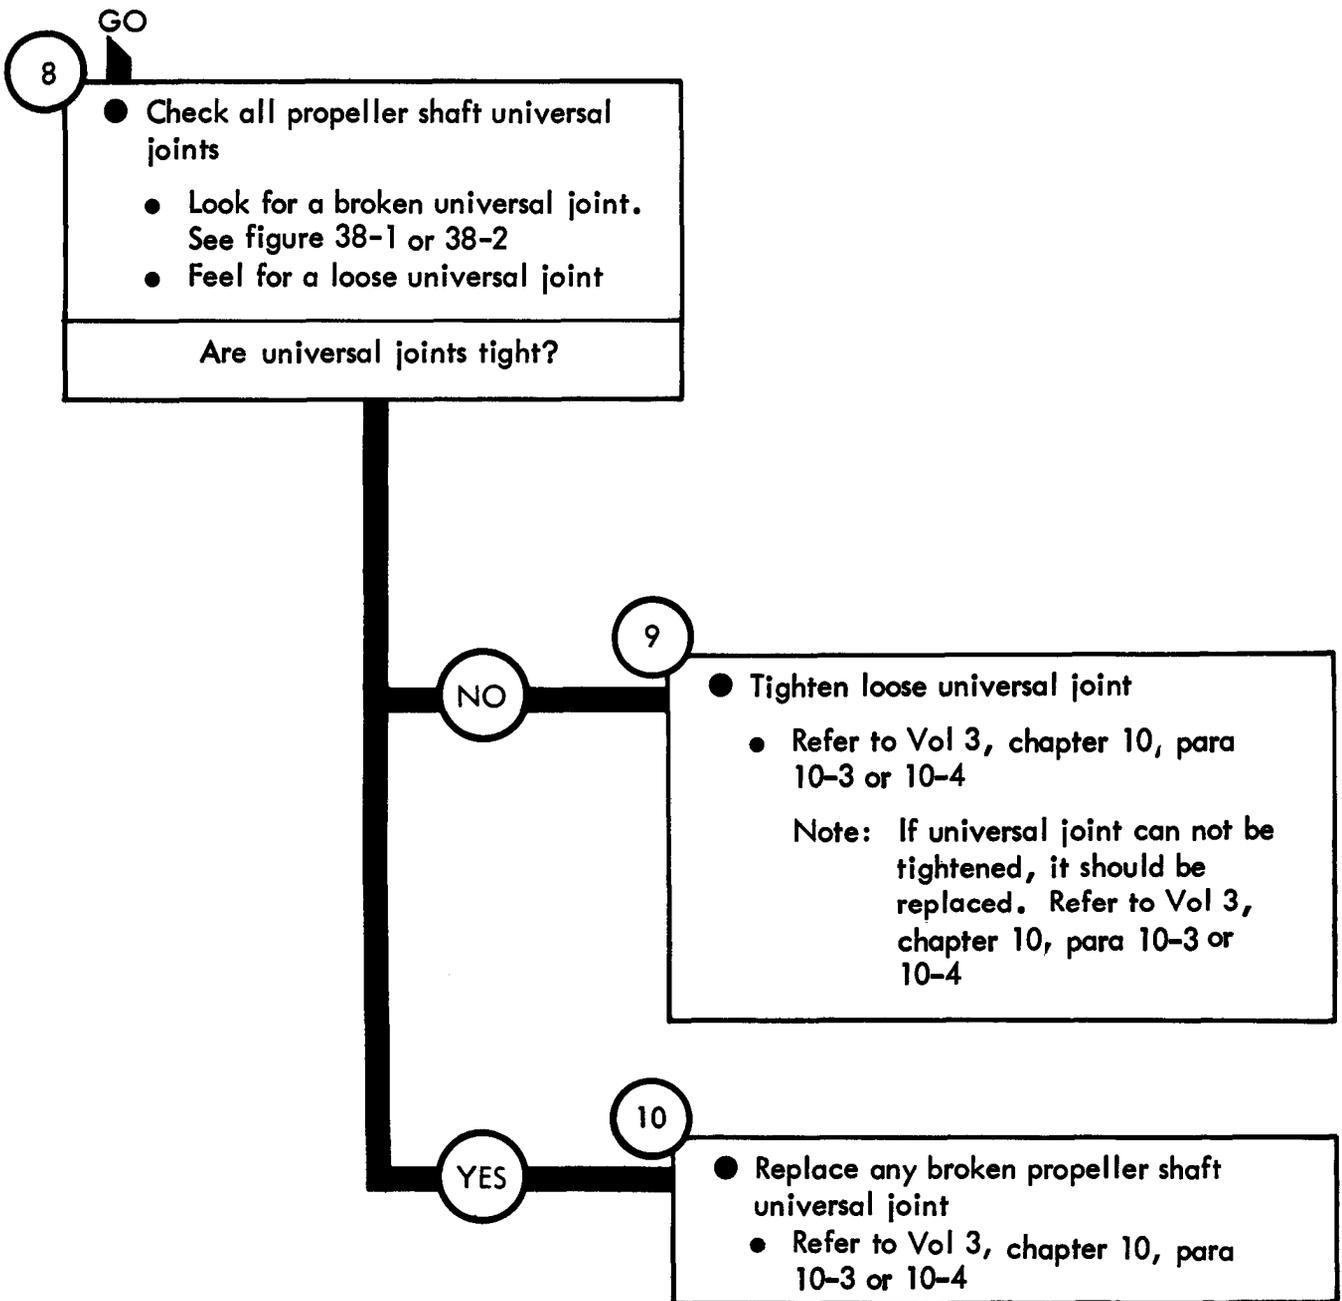 GO
8
● Check all propeller shaft universal
joints
● Look for a broken universal joint.
See figure 38-1 or 38-2
● Feel for a loose universal joint
Are universal joints tight?
9
NO
● Tighten loose universal joint
● Refer to Vol 3, chapter 10, para
10-3 or 10-4
Note: If universal joint can not be
tightened, it should be
replaced. Refer to Vol 3,
chapter 10, para 10-3 or
10-4
10
YES
● Replace any broken propeller shaft
universal joint
● Refer to Vol 3, chapter 10, para
10-3 or 10-4